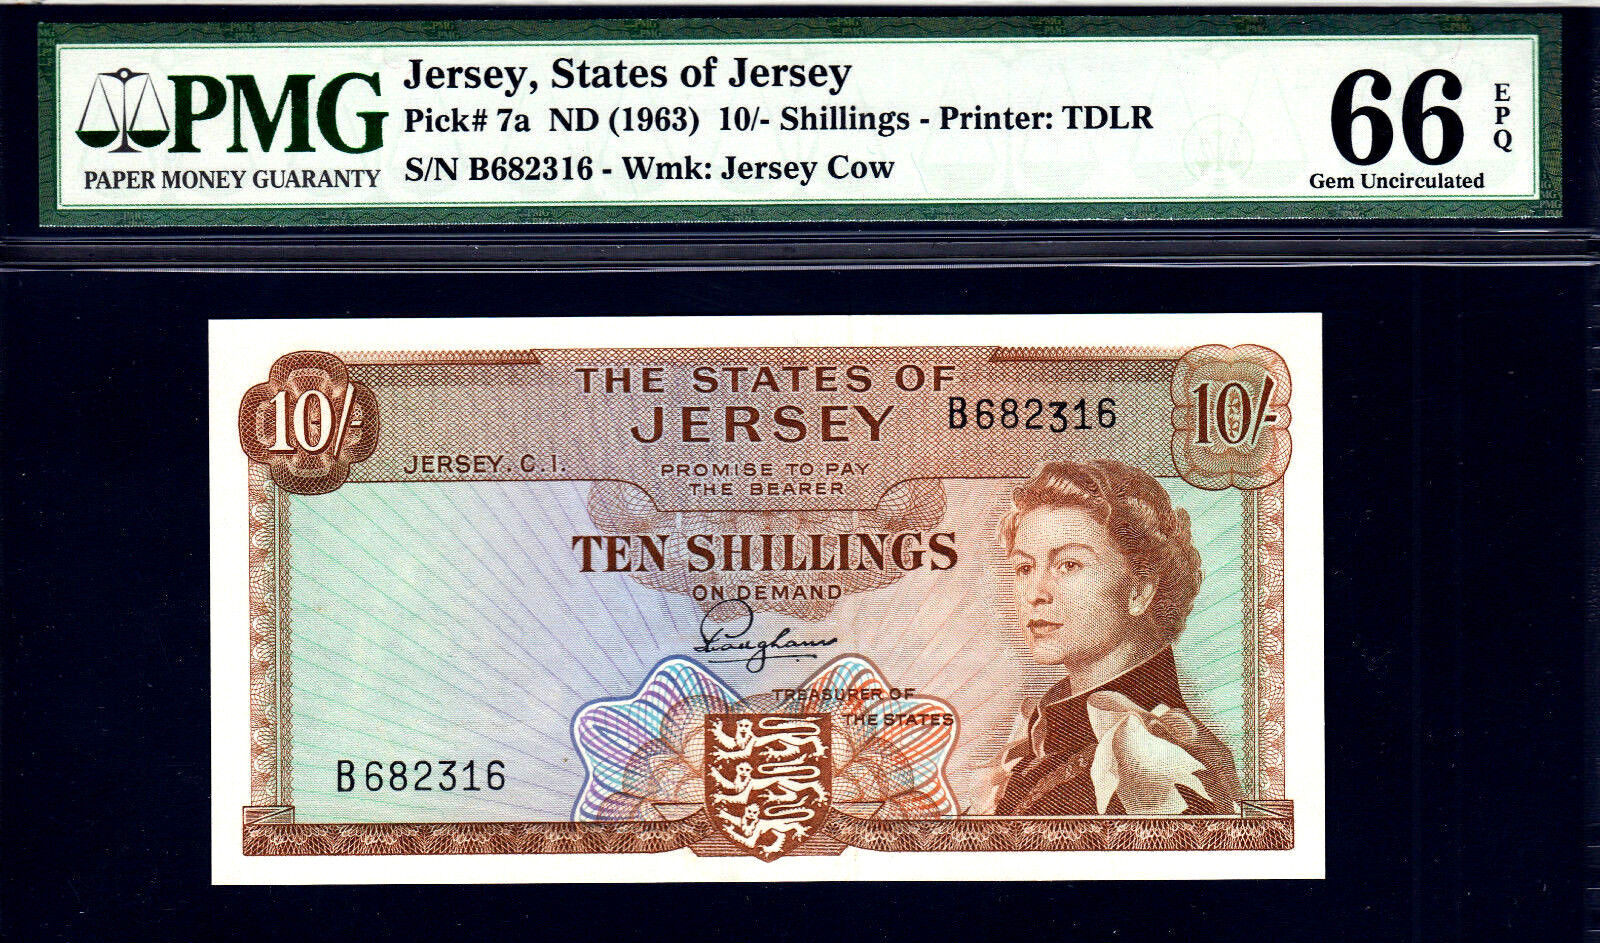 PMG
PAPER MONEY GUARANTY
Jersey, States of Jersey
Pick# 7a ND (1963) 10/- Shillings - Printer: TDLR
S/N B682316 - Wmk: Jersey Cow
66
EPQ
Gem Uncirculated
10/-
THE STATES OF
JERSEY
B682316
10/-
JERSEY. C.I.
PROMISE TO PAY
THE BEARER
TEN SHILLINGS
ON DEMAND
TREASURER OF
THE STATES
B682316